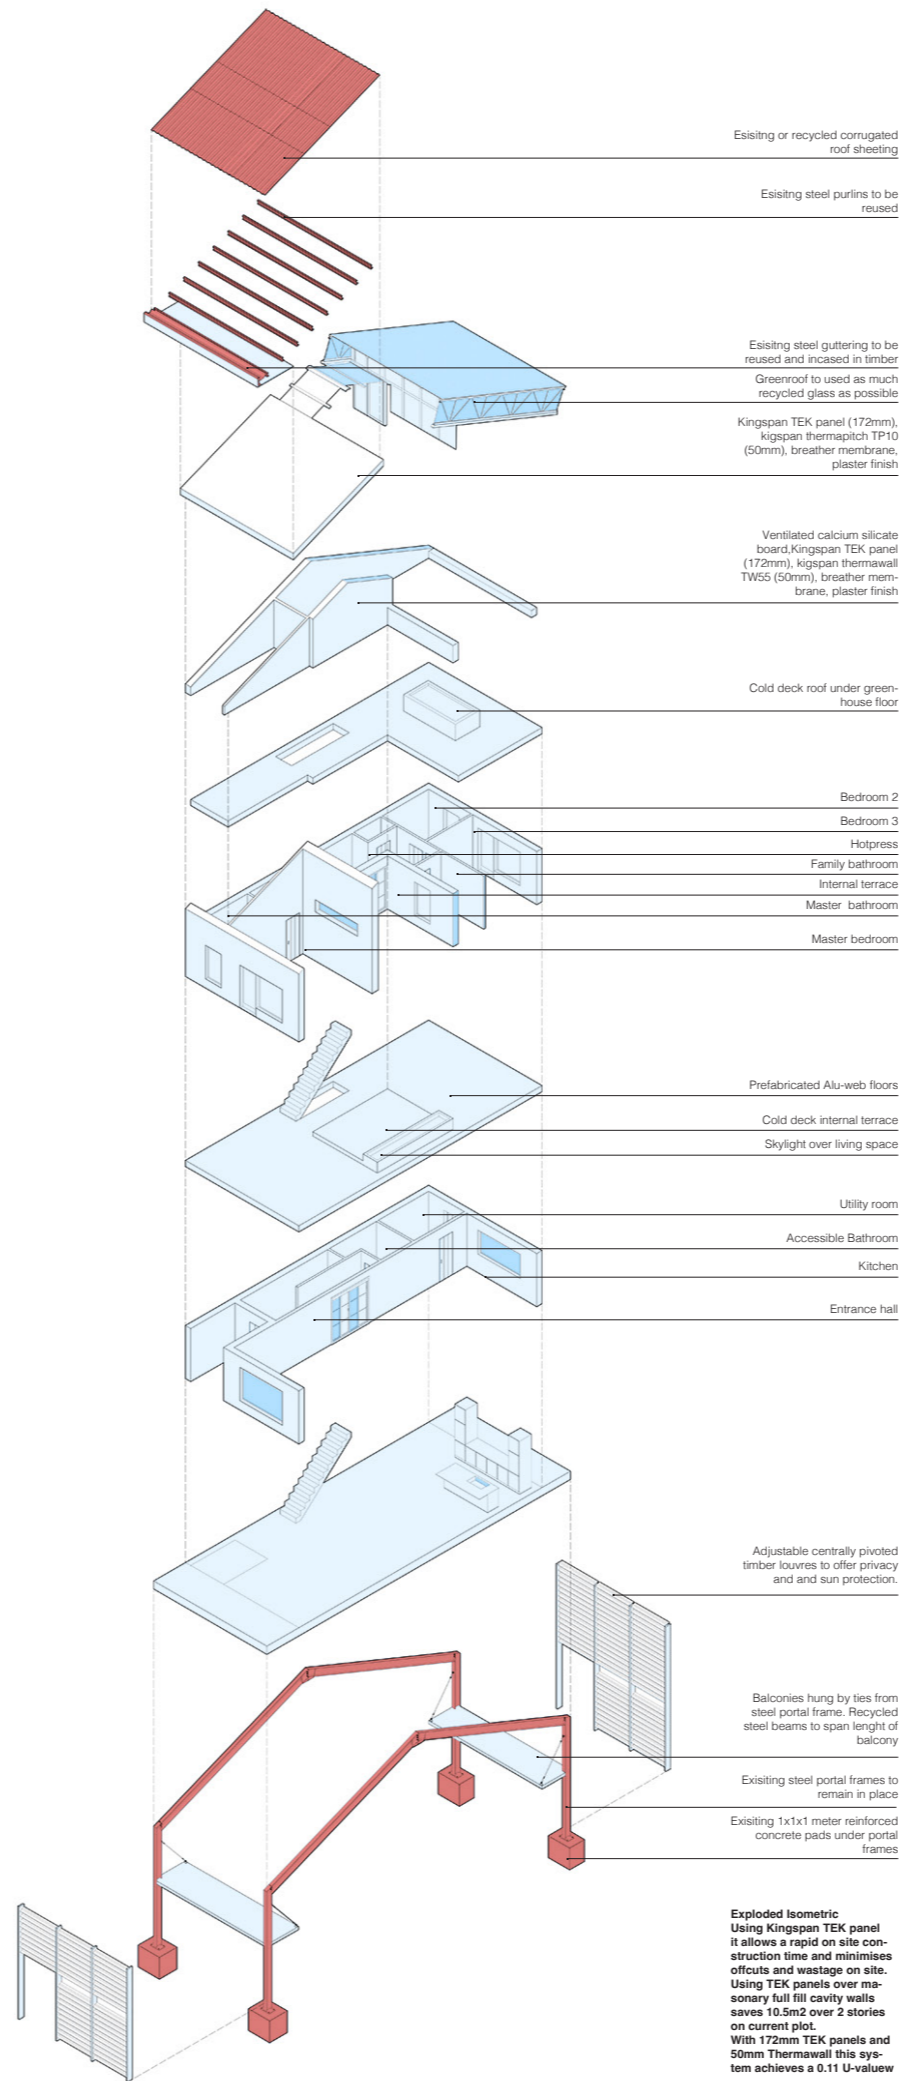 Esisitng or recycled corrugated
roof sheeting
Esisitng steel purlins to be
reused
Esisitng steel guttering to be
reused and incased in timber
Greenroof to used as much
recycled glass as possible
Kingspan TEK panel (172mm),
kigspan thermapitch TP10
(50mm), breather membrane,
plaster finish
Ventilated calcium silicate
board,Kingspan TEK panel
(172mm), kigspan thermawall
TW55 (50mm), breather mem-
brane, plaster finish
Cold deck roof under green-
house floor
Bedroom 2
Bedroom 3
Hotpress
Family bathroom
Internal terrace
Master bathroom
Master bedroom
Prefabricated Alu-web floors
Cold deck internal terrace
Skylight over living space
Utility room
Accessible Bathroom
Kitchen
Entrance hall
Adjustable centrally pivoted
timber louvres to offer privacy
and and sun protection.
Balconies hung by ties from
steel portal frame. Recycled
steel beams to span lenght of
balcony
Exisiting steel portal frames to
remain in place
Exisiting 1x1x1 meter reinforced
concrete pads under portal
frames
Exploded Isometric
Using Kingspan TEK panel
it allows a rapid on site con-
struction time and minimises
offcuts and wastage on site.
Using TEK panels over ma-
sonary full fill cavity walls
saves 10.5m2 over 2 stories
on current plot.
With 172mm TEK panels and
50mm Thermawall this sys-
tem achieves a 0.11 U-valuew